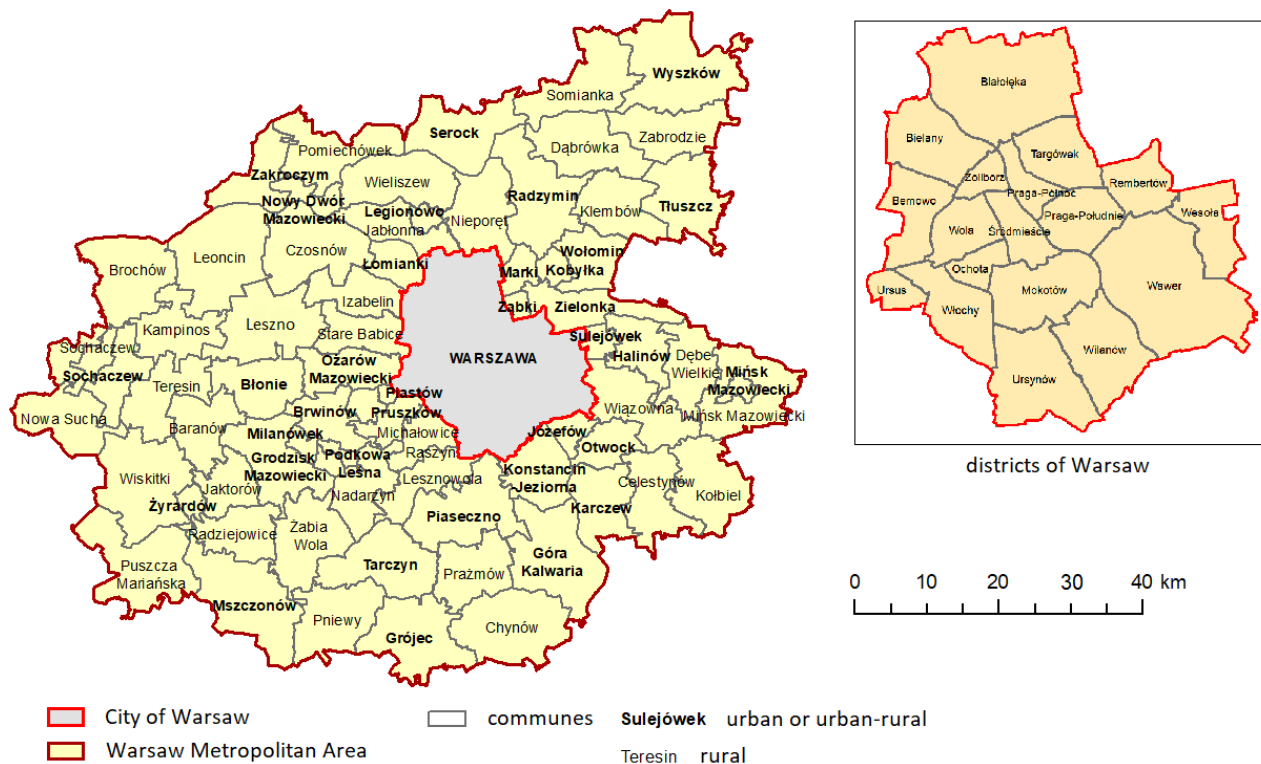 Wyszków
Somianka
Serock
Zabrodzie
Dąbrówka
Pomiechówek
Zakroczym
Wieliszew
Radzymin
Klembów
Tłuszcz
Nowy Dwór
Mazowiecki
Legionowo
Jabłonna
Nieporęt
Czosnów
Wołomin
Leoncin
Łomianki
Marki
Kobyłka
Brochów
Izabelin
Ząbki
Zielonka
Kampinos
Leszno
Stare Babice
Sulejówek
Sochaczew
WARSZAWA
Halinów
Dębe
Wielkie
Ożarów
Mazowiecki
Sochaczew
Teresin
Błonie
Mińsk
Mazowiecki
Piastów
Nowa Sucha
Brwinów
Pruszków
Wiązowna
Mińsk Mazowiecki
Baranów
Milanówek
Michałowice
Józefów
Otwock
Raszyn
Podkowa
Leśna
Grodzisk
Mazowiecki
Konstancin
-Jeziorna
Wiskitki
Jaktorów
Lesznowola
Celestynów
Kołbiel
Nadarzyn
Żyrardów
Karczew
Piaseczno
Radziejowice
Żabia
Wola
Góra
Kalwaria
Puszcza
Mariańska
Tarczyn
Prażmów
Mszczonów
Pniewy
Grójec
Chynów
Białołęka
Bielany
Targówek
Żoliborz
Rembertów
Bemowo
Praga-Północ
Praga-Południe
Wesoła
Wola
Śródmieście
Ochota
Ursus
Mokotów
Wawer
Włochy
Wilanów
Ursynów
districts of Warsaw
0 10 20 30 40 km
City of Warsaw
communes
Sulejówek urban or urban-rural
Warsaw Metropolitan Area
Teresin rural